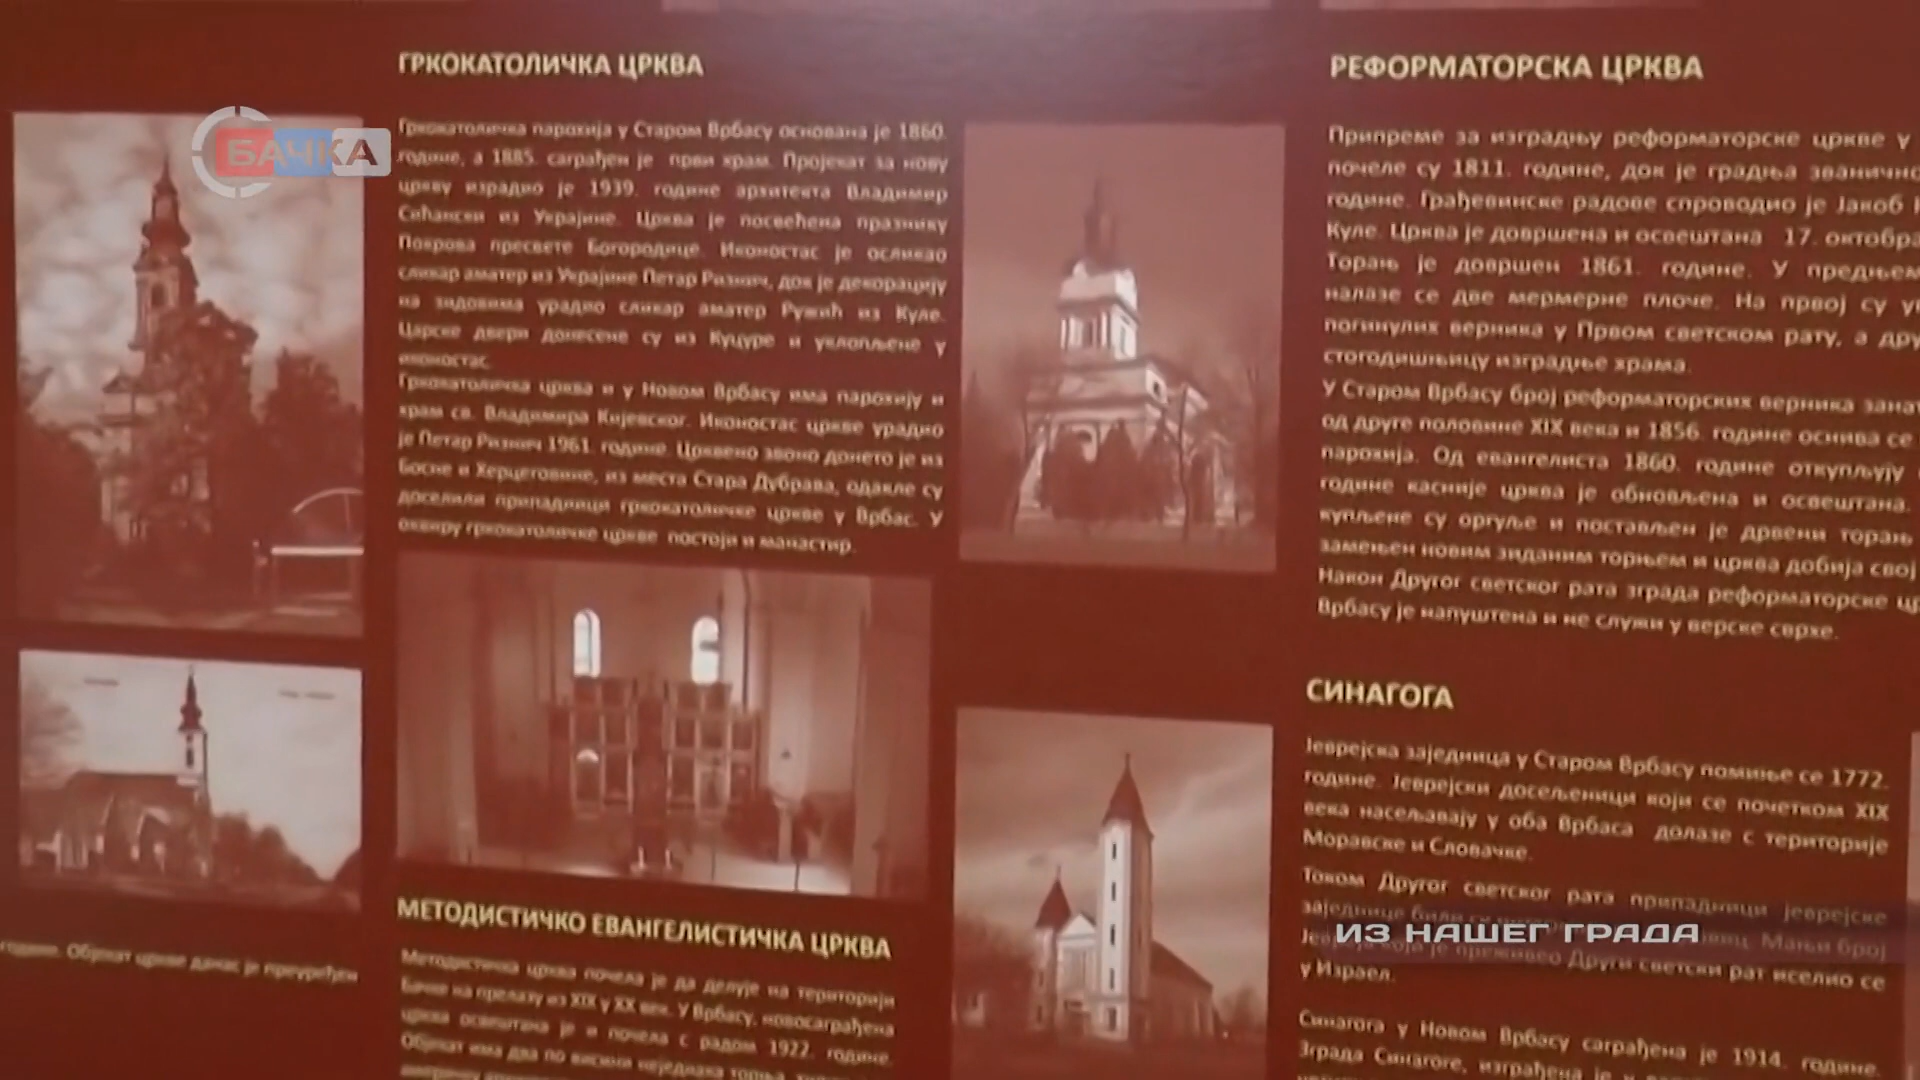 БАЧКА
ГРКОКАТОЛИЧКА ЦРКВА
Гркокатоличка парохија у Старом Врбасу основана је 1860.
године, а 1885. саграђен је први храм. Пројекат за нову
цркву израдио је 1939. године архитекта Владимир
Сићански из Украјине. Црква је посвећена празнику
Покрова пресвете Богородице. Иконостас је осликао
сликар аматер из Украјине Петар Ризнич, док је декорацију
на зидовима урадио сликар аматер Ружић из Куле.
Царске двери донесене су из Куцуре и уклопљене у
иконостас.
Гркокатоличка црква и у Новом Врбасу има парохију и
храм св. Владимира Кијевског. Иконостас цркве урадио
је Петар Ризнич 1961. године. Црквено звоно донето је из
Босне и Херцеговине, из места Стара Дубрава, одакле су
доселили припадници гркокатоличке цркве у Врбас. У
оквиру гркокатоличке цркве постоји и манастир.
МЕТОДИСТИЧКО ЕВАНГЕЛИСТИЧКА ЦРКВА
Методистичка црква почела је да делује на територији
Бачке на прелазу из XIX у XX век. У Врбасу, новосаграђена
црква освештана је и почела с радом 1922. године.
Објекат има два по висини неједнака торња
године. Објекат цркве данас је преуређен
РЕФОРМАТОРСКА ЦРКВА
Припреме за изградњу реформаторске цркве у
почеле су 1811. године, док је градња званично
године. Грађевинске радове спроводио је Јакоб
Куле. Црква је довршена и освештана 17. октобра
Торањ је довршен 1861. године. У предњем
налазе се две мермерне плоче. На првој су
погинулих верника у Првом светском рату, а
стогодишњицу изградње храма.
У Старом Врбасу број реформаторских верника
од друге половине XIX века и 1856. године оснива се
парохија. Од евангелиста 1860. године откупљују
године касније црква је обновљена и освештана.
купљене су оргуље и постављен је дрвени торањ
замењен новим зиданим торњем и црква добија свој
Након Другог светског рата зграда реформаторске
Врбасу је напуштена и не служи у верске сврхе.
СИНАГОГА
Јеврејска заједница у Старом Врбасу помиње се 1772.
године. Јеврејски досељеници који се почетком XIX
века насељавају у оба Врбаса долазе с територије
Моравске и Словачке.
Током Другог светског рата припадници јеврејске
заједнице били су
Мањи број
је преживео Други светски рат иселио се
у Израел.
Синагога у Новом Врбасу саграђена је 1914. године.
Зграда Синагоге, изграђена је у
ИЗ НАШЕГ ГРАДА